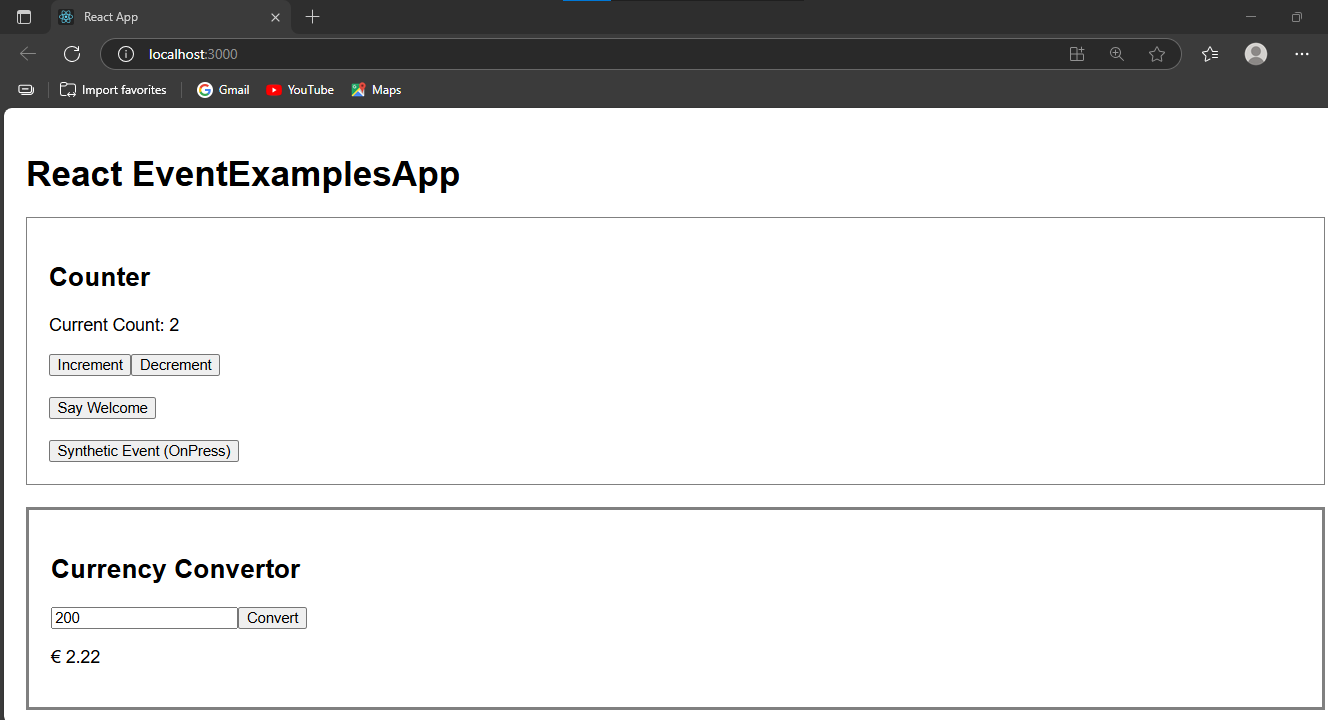 React App
localhost:3000
Import favorites Gmail YouTube Maps
React EventExamplesApp
Counter
Current Count: 2
Increment Decrement
Say Welcome
Synthetic Event (OnPress)
Currency Convertor
200 Convert
€ 2.22